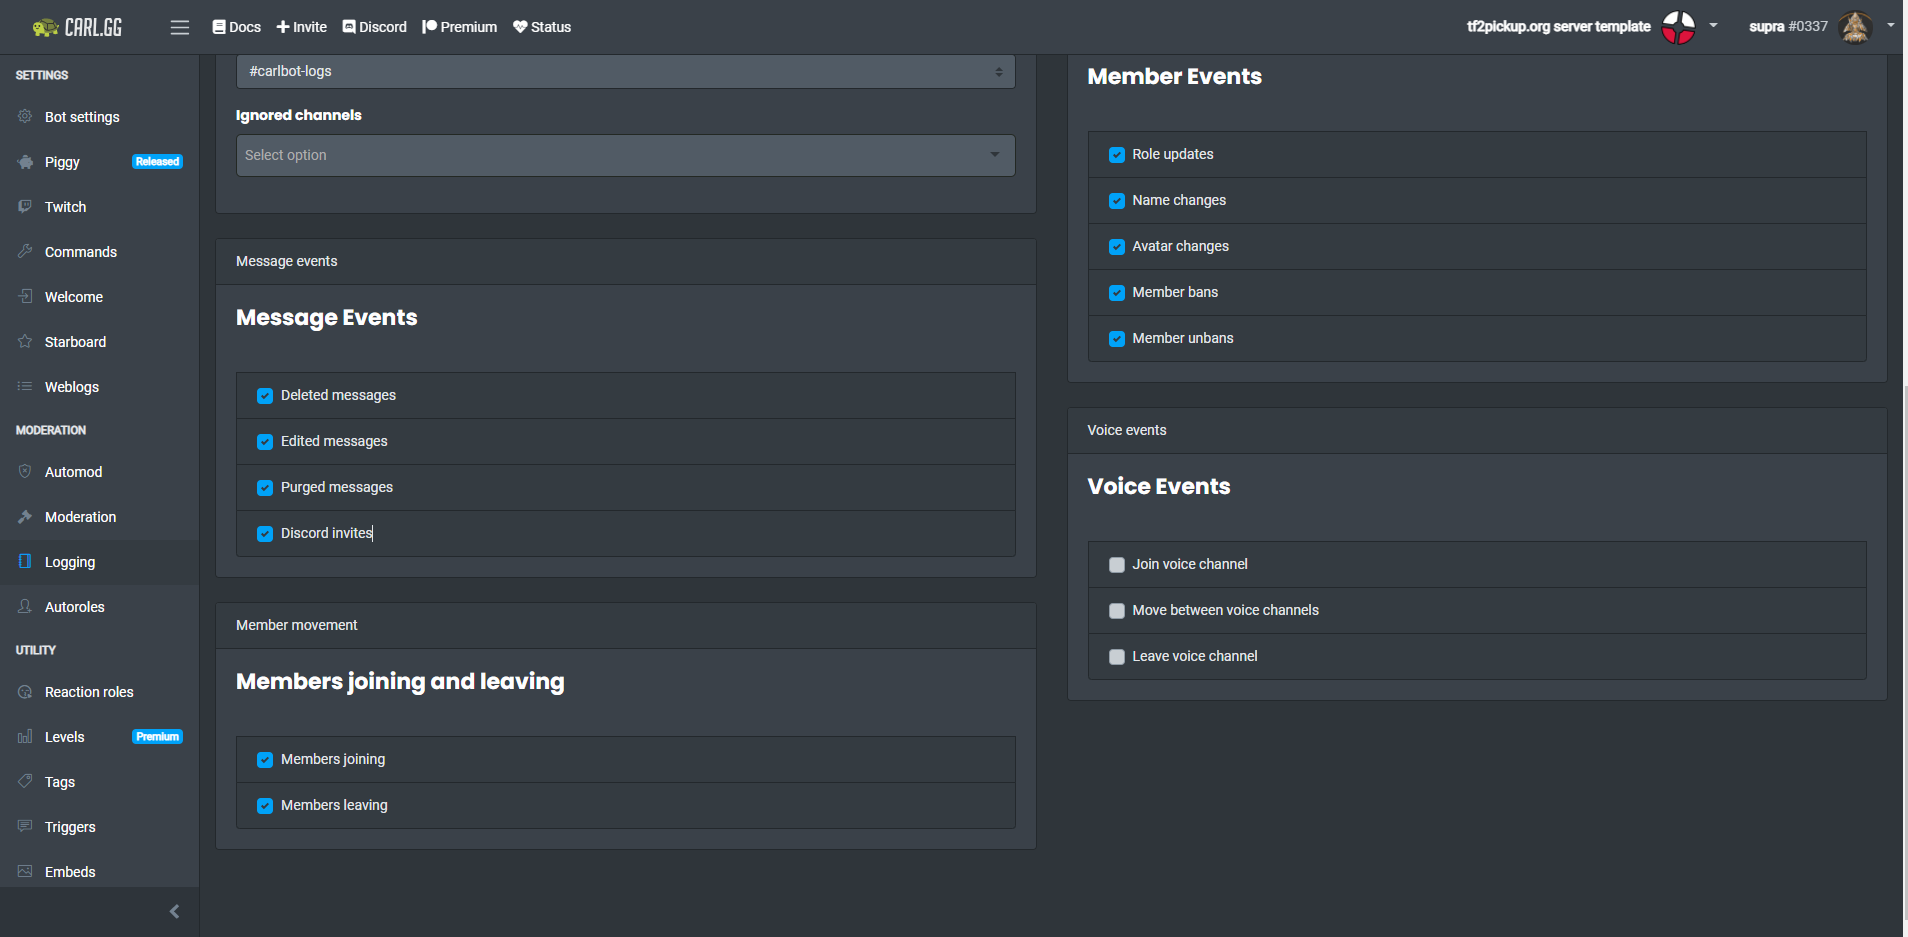 CARL.GG
Docs
Invite
Discord
Premium
Status
tf2pickup.org server template
supra #0337
SETTINGS
Bot settings
Piggy
Released
Twitch
Commands
Welcome
Starboard
Weblogs
MODERATION
Automod
Moderation
Logging
Autoroles
UTILITY
Reaction roles
Levels
Premium
Tags
Triggers
Embeds
#carlbot-logs
Ignored channels
Select option
Message events
Message Events
Deleted messages
Edited messages
Purged messages
Discord invites
Member movement
Members joining and leaving
Members joining
Members leaving
Member Events
Role updates
Name changes
Avatar changes
Member bans
Member unbans
Voice events
Voice Events
Join voice channel
Move between voice channels
Leave voice channel